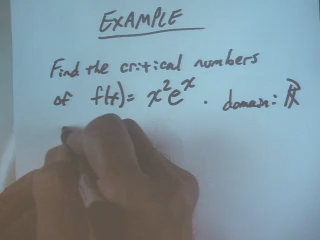 EXAMPLE
Find the critical numbers
of f(x) = x²eˣ. domain: ℝ